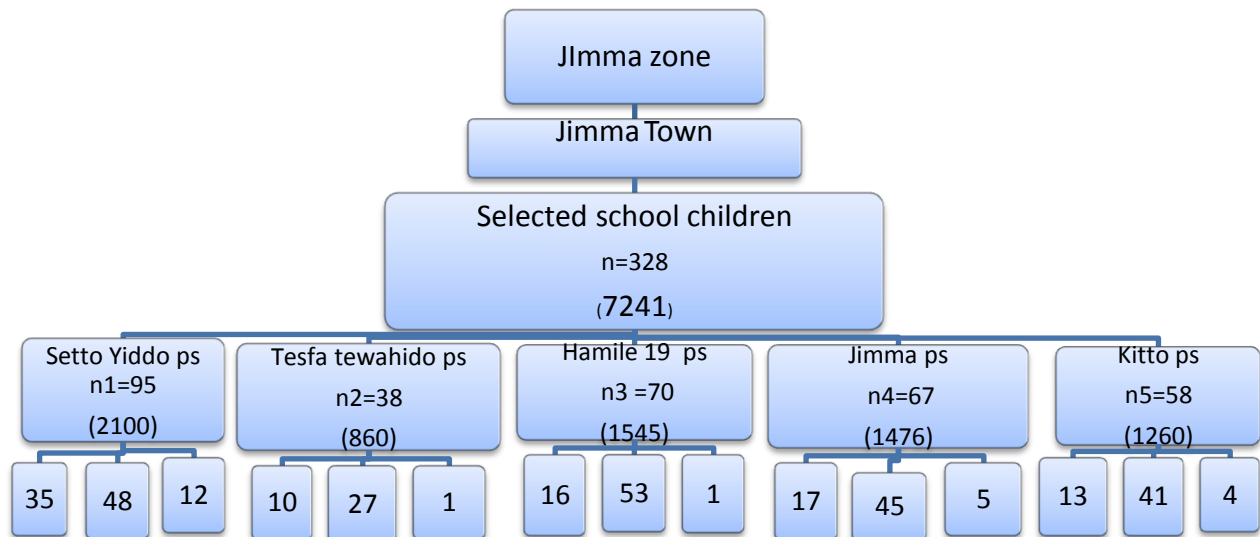 JImma zone
Jimma Town
Selected school children
n=328
(7241)
Setto Yiddo ps
n1=95
(2100)
Tesfa tewahido ps
n2=38
(860)
Hamile 19 ps
n3 =70
(1545)
Jimma ps
n4=67
(1476)
Kitto ps
n5=58
(1260)
35
48
12
10
27
1
16
53
1
17
45
5
13
41
4